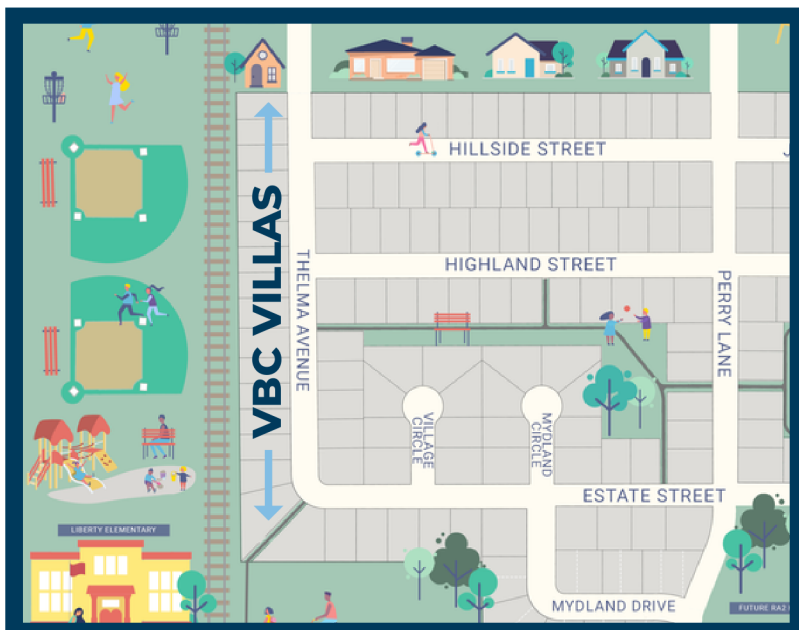 HILLSIDE STREET
VBC VILLAS
THELMA AVENUE
HIGHLAND STREET
PERRY LANE
VILLAGE
CIRCLE
MYDLAND
CIRCLE
ESTATE STREET
LIBERTY ELEMENTARY
MYDLAND DRIVE
FUTURE RA2